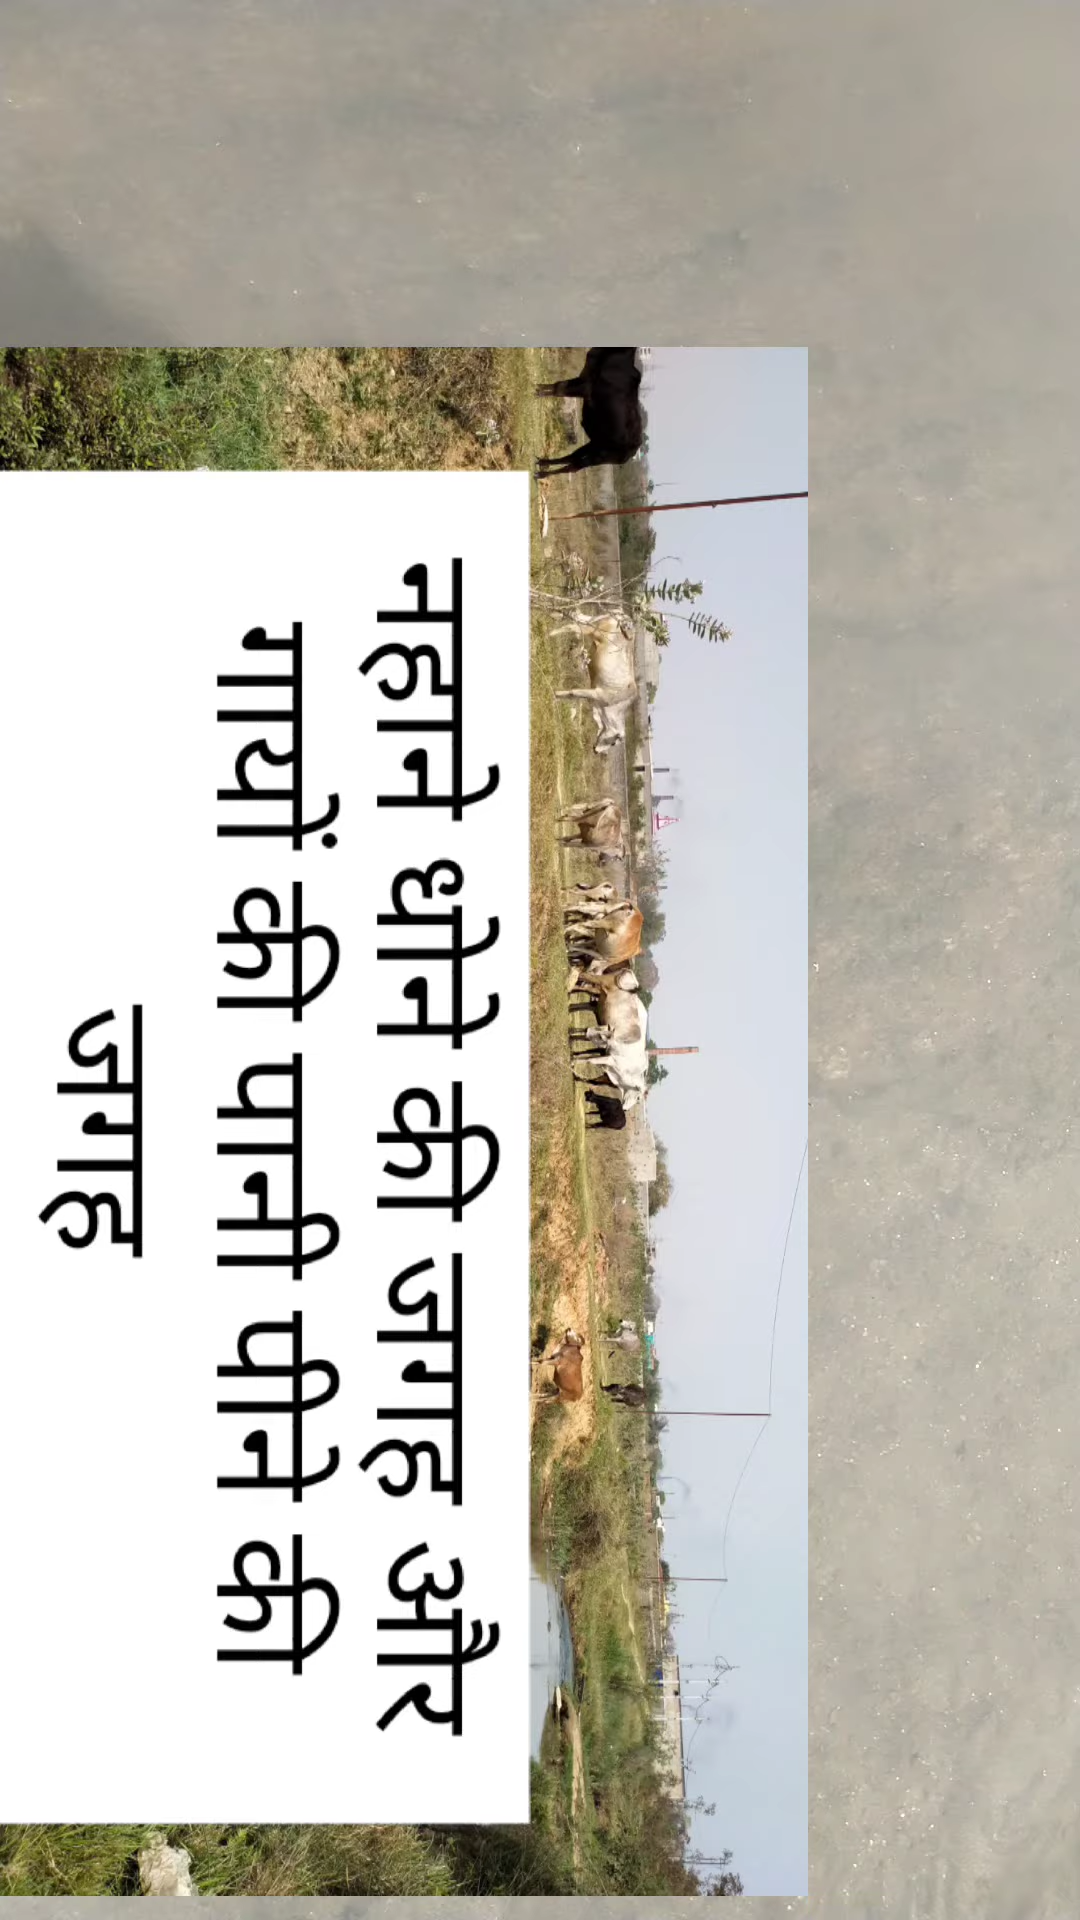 नहाने धोने की जगह और
गायों की पानी पीने की
जगह